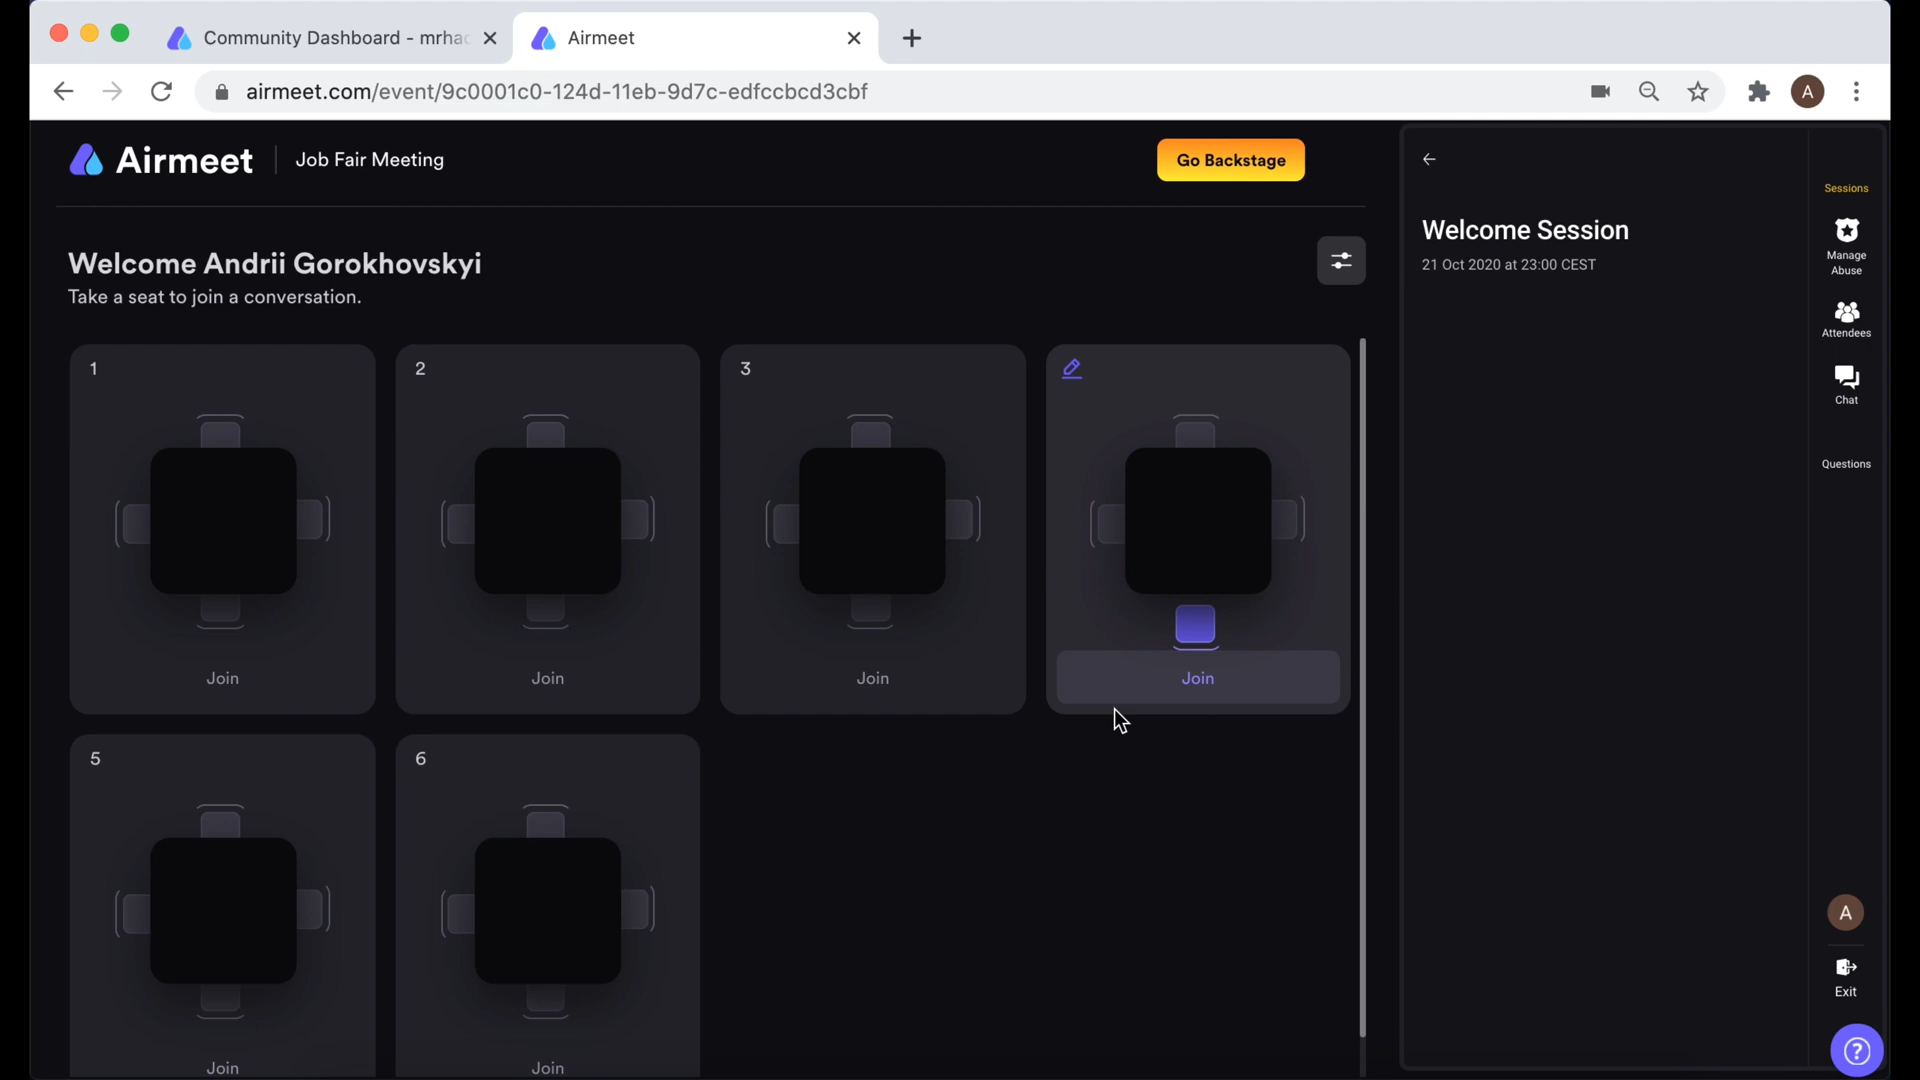 Community Dashboard - mrhac
Airmeet
airmeet.com/event/9c0001c0-124d-11eb-9d7c-edfccbcd3cbf
A
Airmeet
Job Fair Meeting
Go Backstage
Welcome Andrii Gorokhovskyi
Take a seat to join a conversation.
1
2
3
Join
Join
Join
Join
5
6
Join
Join
Welcome Session
21 Oct 2020 at 23:00 CEST
Sessions
Manage
Abuse
Attendees
Chat
Questions
A
Exit
?